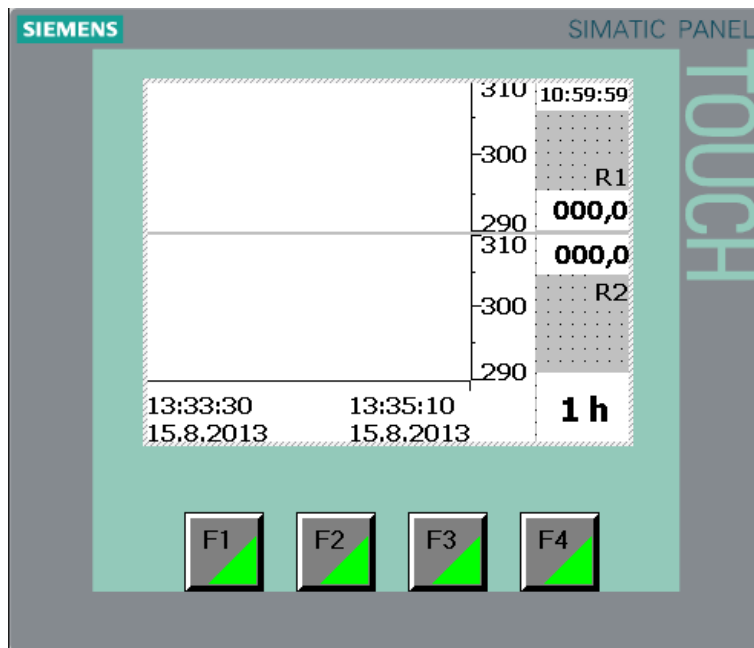 SIEMENS
SIMATIC PANEL
TOUCH
310
10:59:59
300
R1
290
000,0
310
000,0
R2
300
290
13:33:30
13:35:10
1 h
15.8.2013
15.8.2013
F1
F2
F3
F4